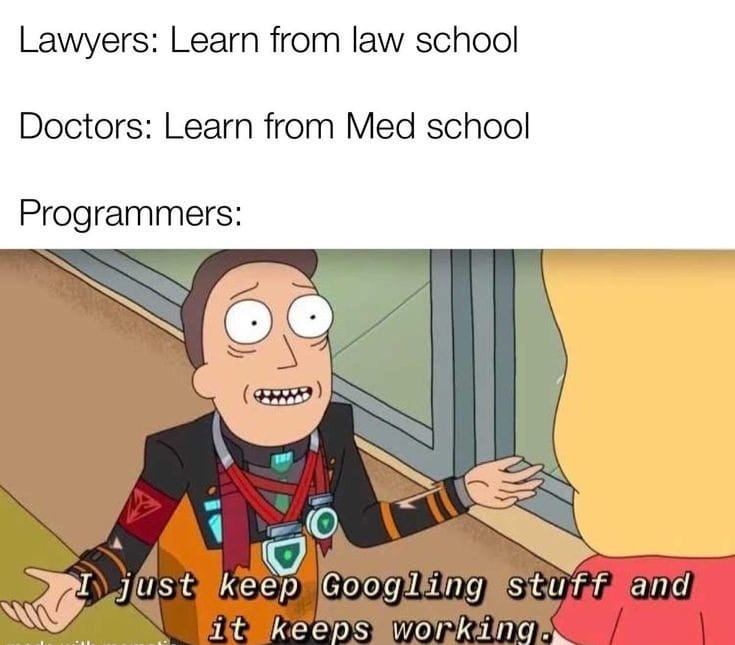 Lawyers: Learn from law school
Doctors: Learn from Med school
Programmers:
I just keep Googling stuff and
it keeps working.